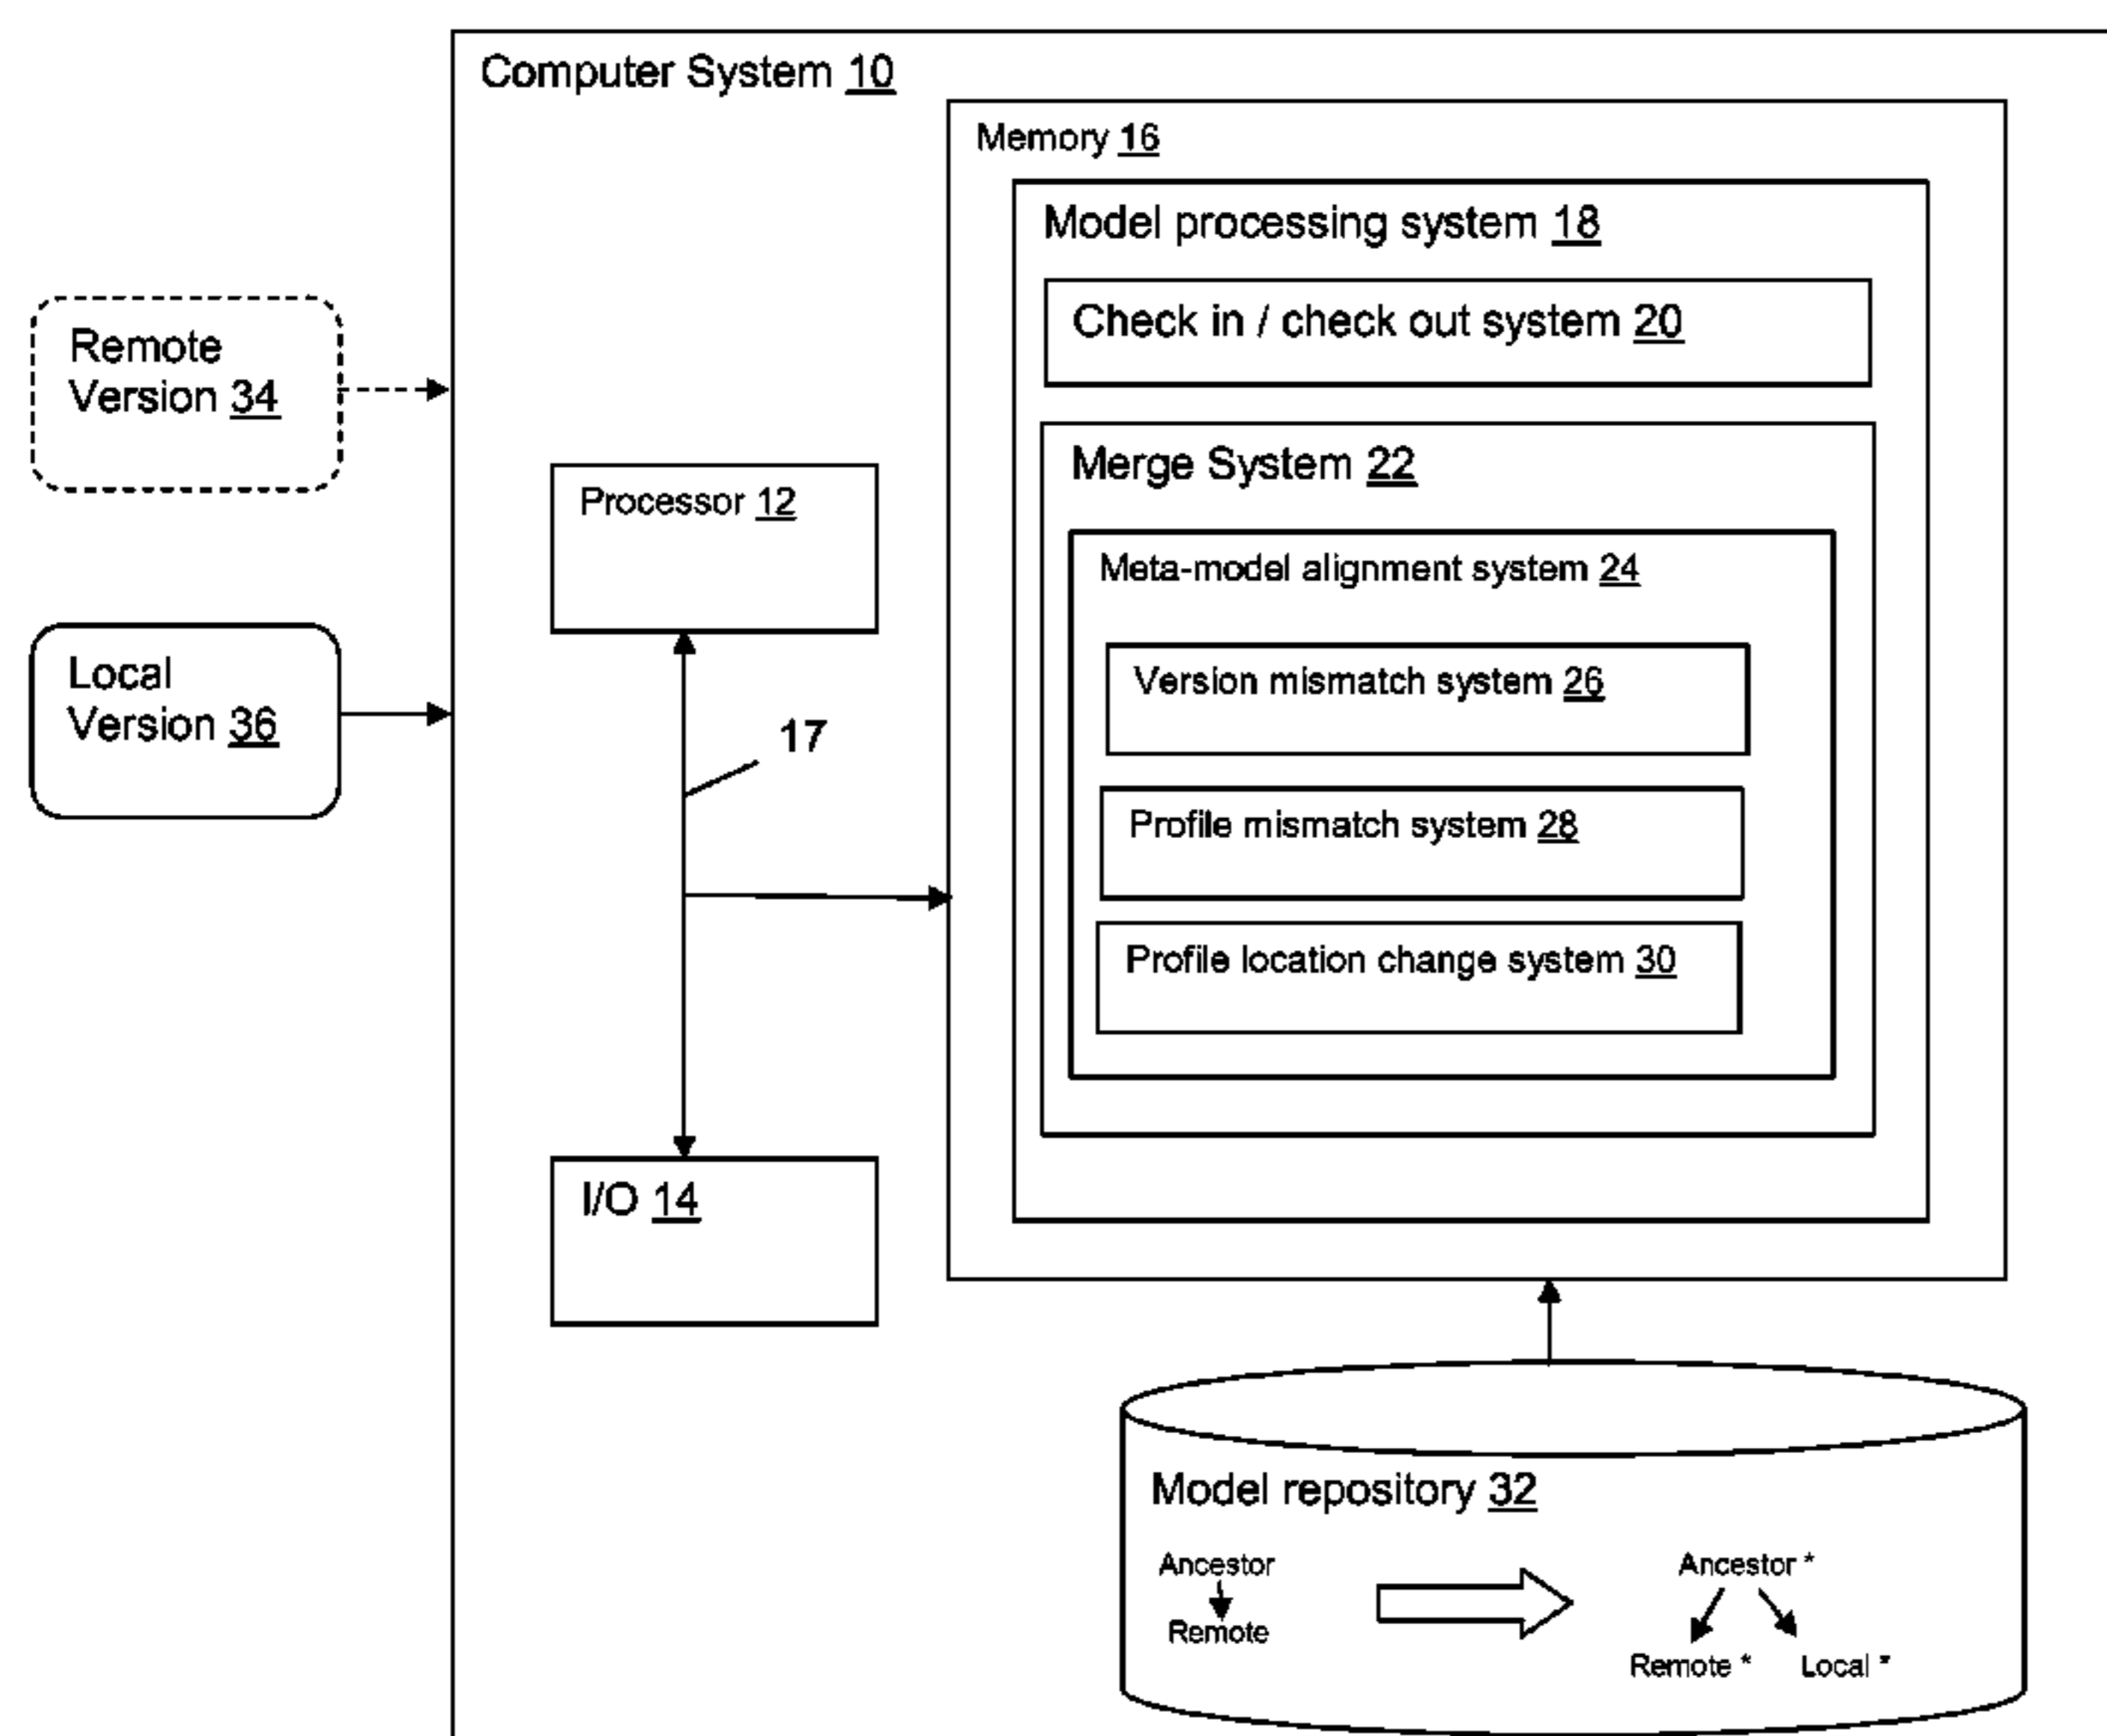 Computer System 10
Memory 16
Model processing system 18
Check in / check out system 20
Remote
Version 34
Merge System 22
Processor 12
Meta-model alignment system 24
Local
Version 36
Version mismatch system 26
17
Profile mismatch system 28
Profile location change system 30
I/O 14
Model repository 32
Ancestor
Remote
Ancestor *
Remote * Local *